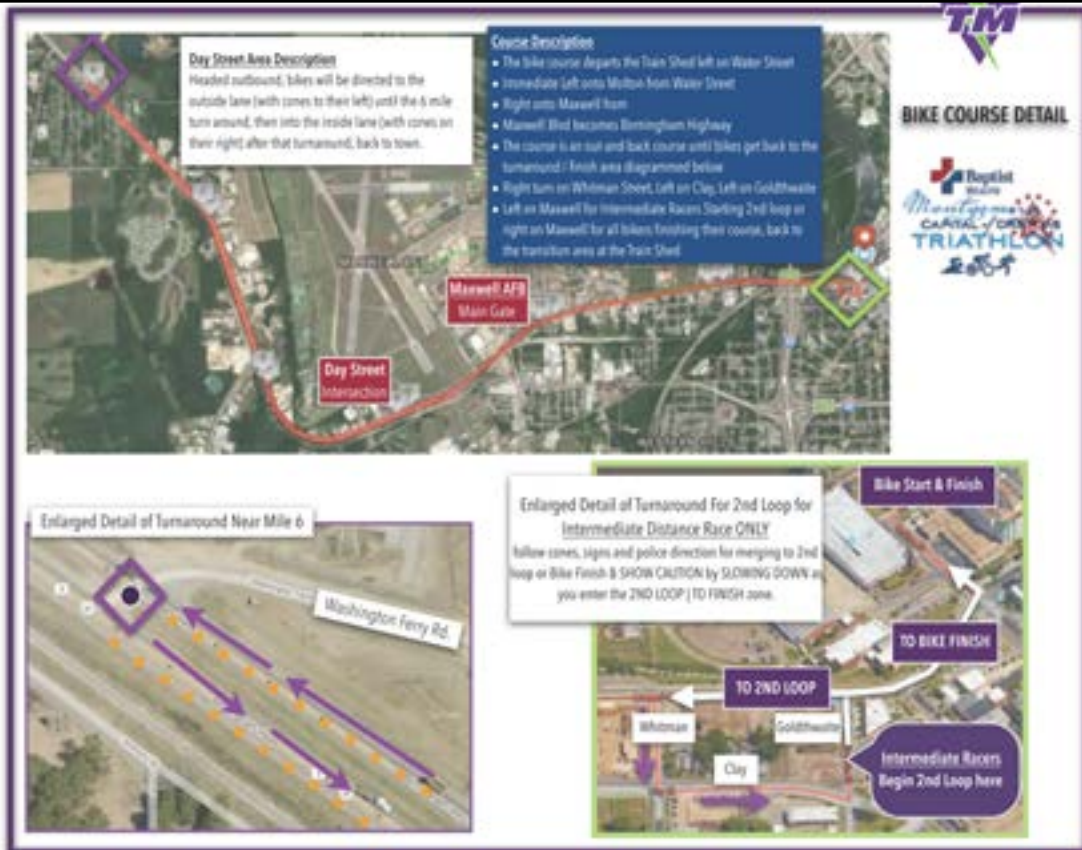 TM
BIKE COURSE DETAIL
Baptist
Health
Montgomery
CAPITAL of DREAMS
TRIATHLON
Day Street Area Description
Headed outbound, bikes will be directed to the
outside lane (with cones to their left) until the 6 mile
turn around, then into the inside lane (with cones on
their right) after that turnaround, back to town.
Course Description
• The bike course departs the Train Shed left on Water Street
• Immediate Left onto Molton from Water Street
• Right onto Maxwell from
• Maxwell Blvd becomes Birmingham Highway
• The course is an out and back course until bikes get back to the
turnaround / finish area diagrammed below
• Right turn on Whitman Street, Left on Clay, Left on Goldthwaite
• Left on Maxwell for Intermediate Racers Starting 2nd loop or
right on Maxwell for all bikers finishing their course, back to
the transition area at the Train Shed
Maxwell AFB
Main Gate
Day Street
Intersection
Enlarged Detail of Turnaround Near Mile 6
Washington Ferry Rd.
Enlarged Detail of Turnaround For 2nd Loop for
Intermediate Distance Race ONLY
follow cones, signs and police direction for merging to 2nd
loop or Bike Finish & SHOW CAUTION by SLOWING DOWN as
you enter the 2ND LOOP | TO FINISH zone.
Bike Start & Finish
TO BIKE FINISH
TO 2ND LOOP
Whitman
Goldthwaite
Clay
Intermediate Racers
Begin 2nd Loop here